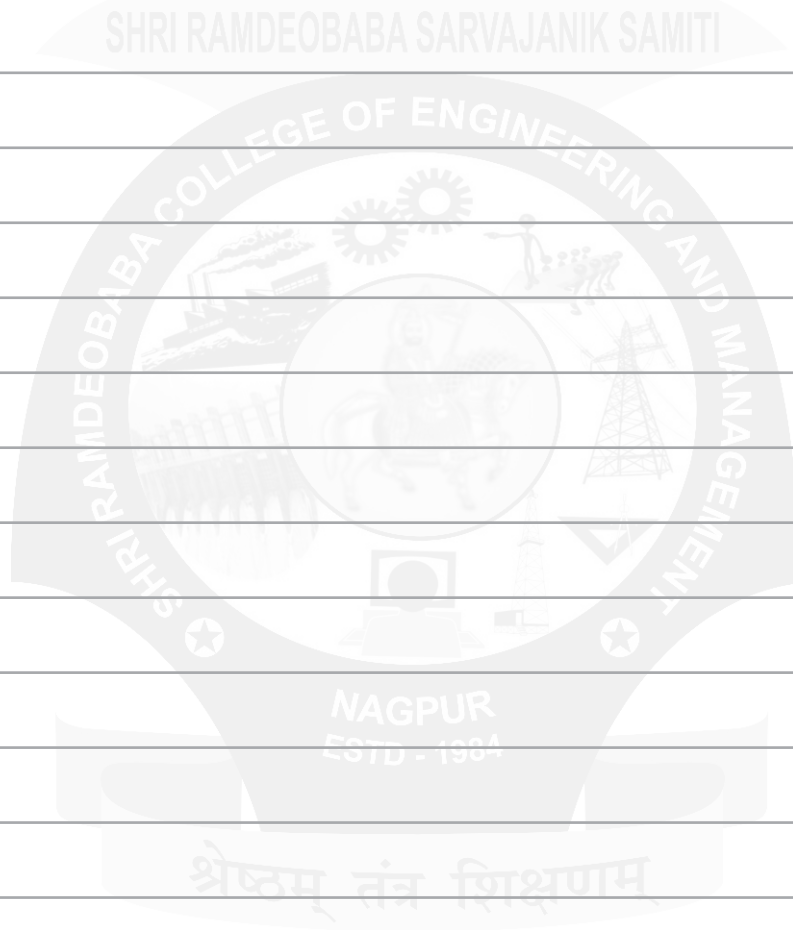 SHRI RAMDEOBABA SARVAJANIK SAMITI
SHRI RAMDEOBABA COLLEGE OF ENGINEERING AND MANAGEMENT
NAGPUR
ESTD - 1984
श्रेष्ठम् तंत्र शिक्षणम्